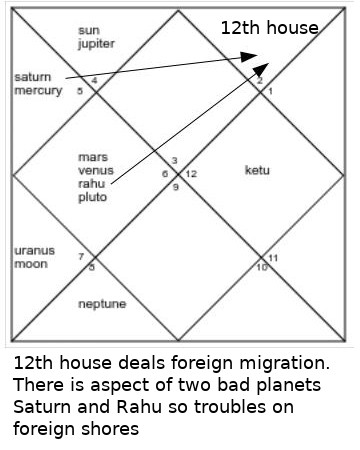 sun
jupiter
12th house
saturn
mercury
4
5
2
1
mars
venus
rahu
pluto
3
6 12
9
ketu
uranus
moon
7
8
11
10
neptune
12th house deals foreign migration.
There is aspect of two bad planets
Saturn and Rahu so troubles on
foreign shores